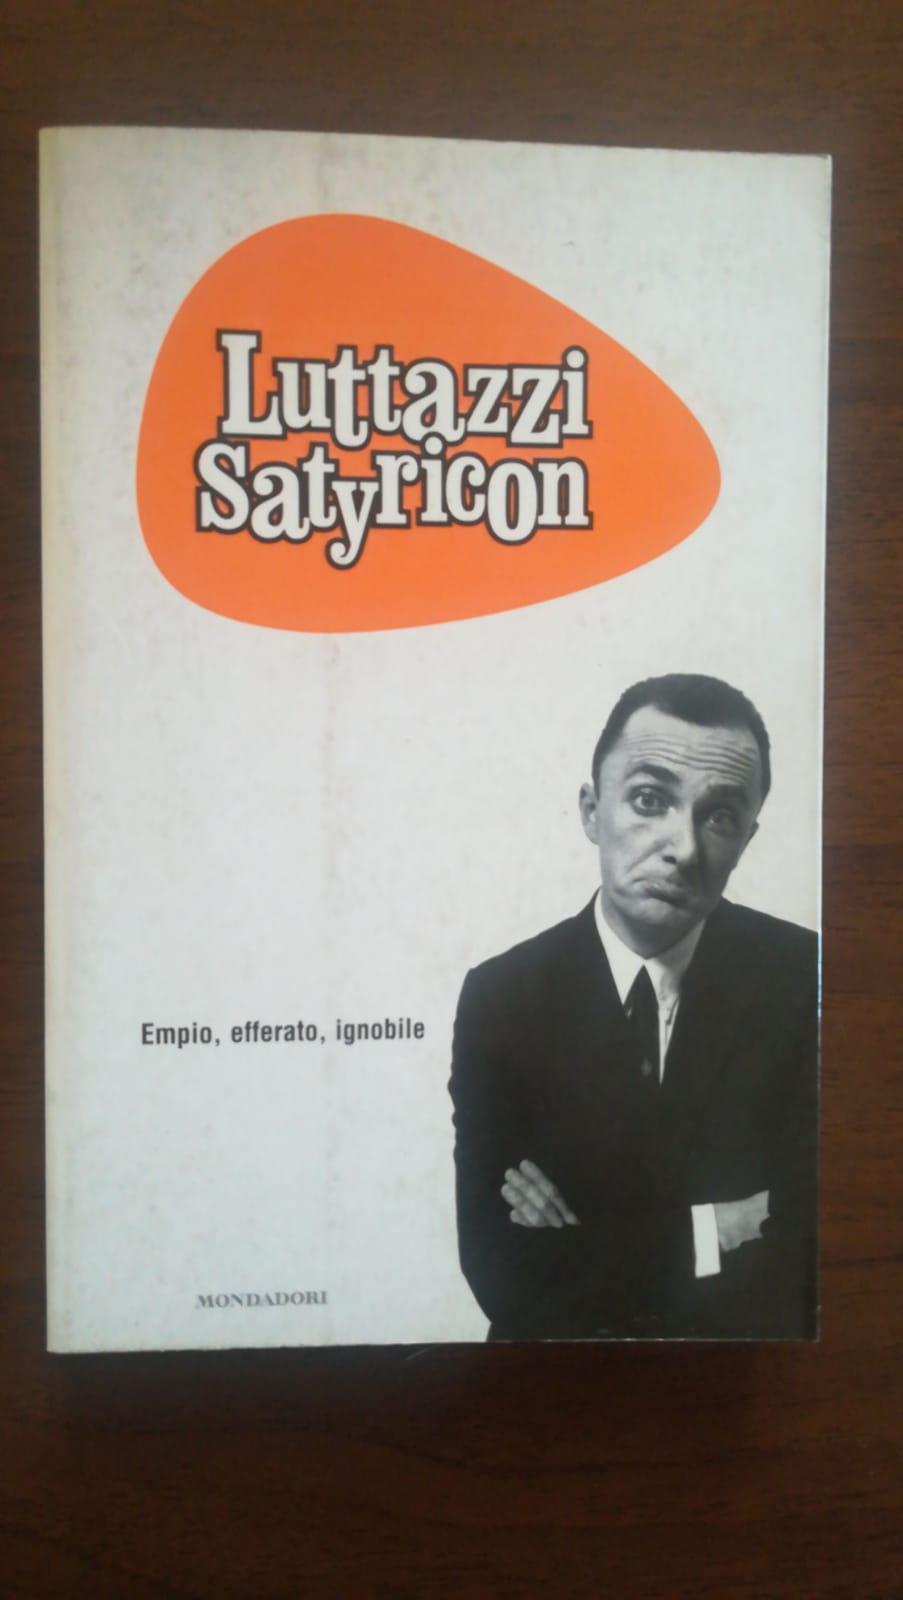 Luttazzi
Satyricon
Empio, efferato, ignobile
MONDADORI